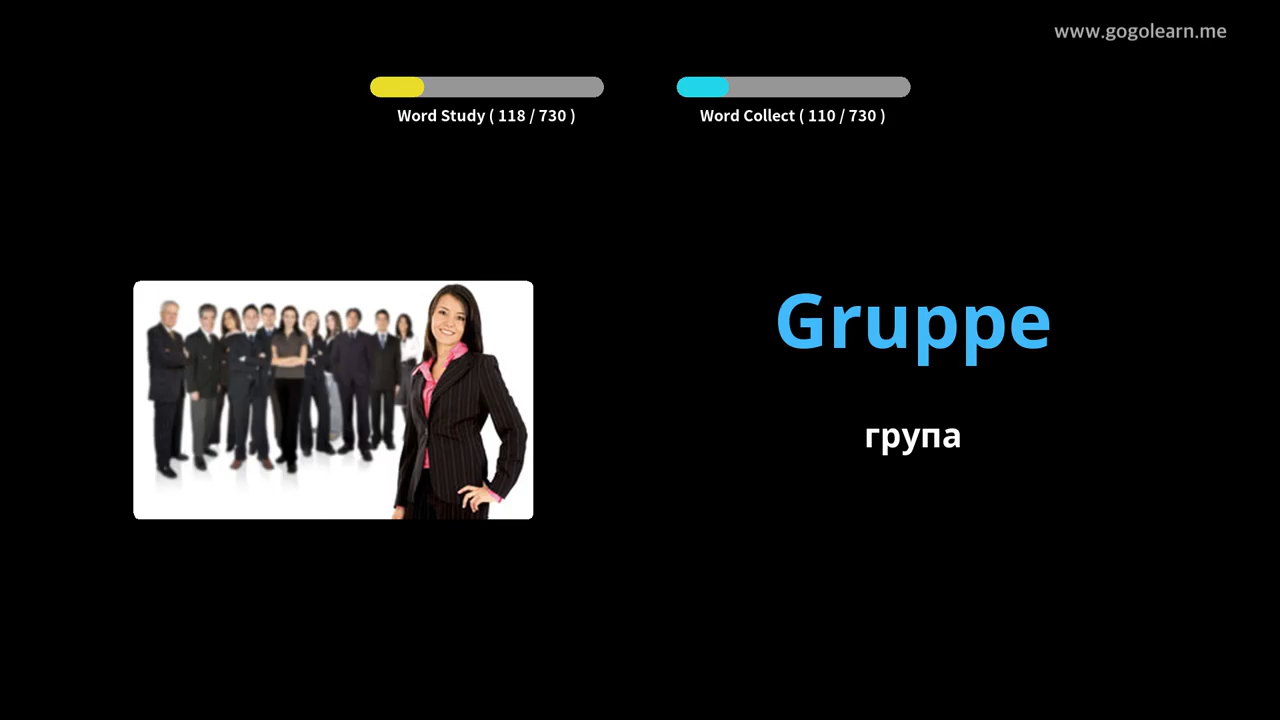 www.gogolearn.me
Word Study ( 118 / 730 )
Word Collect ( 110 / 730 )
Gruppe
група